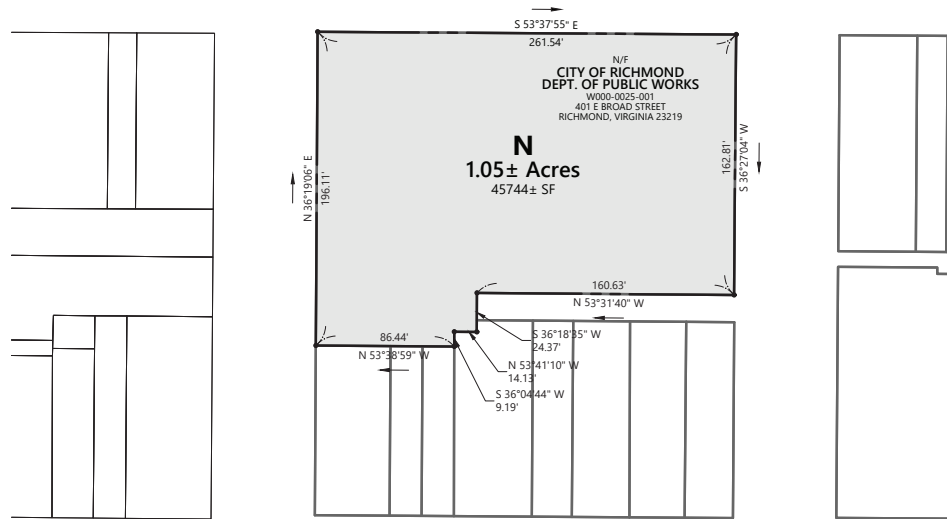 S 53°37'55" E
261.54'
N/F
CITY OF RICHMOND
DEPT. OF PUBLIC WORKS
W000-0025-001
401 E BROAD STREET
RICHMOND, VIRGINIA 23219
N
1.05± Acres
45744± SF
N 36°19'06" E
196.11'
162.81'
S 36°27'04" W
160.63'
N 53°31'40" W
86.44'
N 53°38'59" W
S 36°18'35" W
24.37'
N 53°41'10" W
14.13'
S 36°04'44" W
9.19'